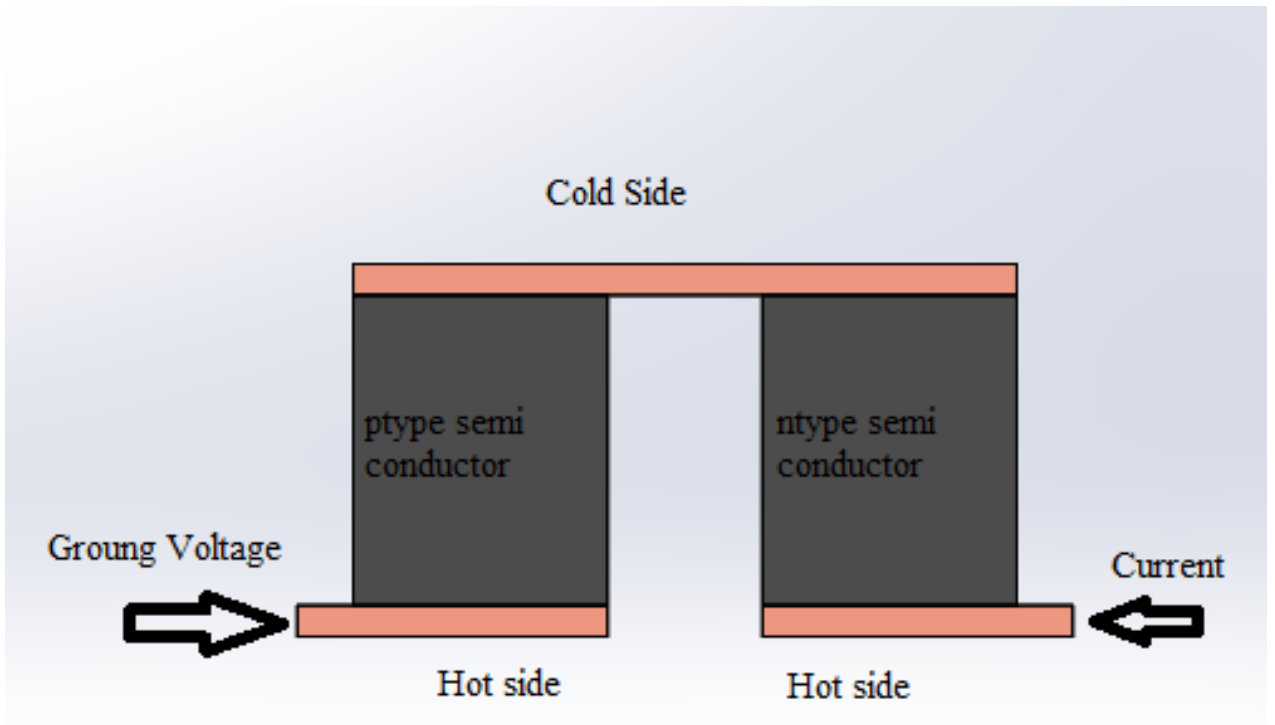 Cold Side
ptype semi
conductor
ntype semi
conductor
Groung Voltage
Current
Hot side
Hot side